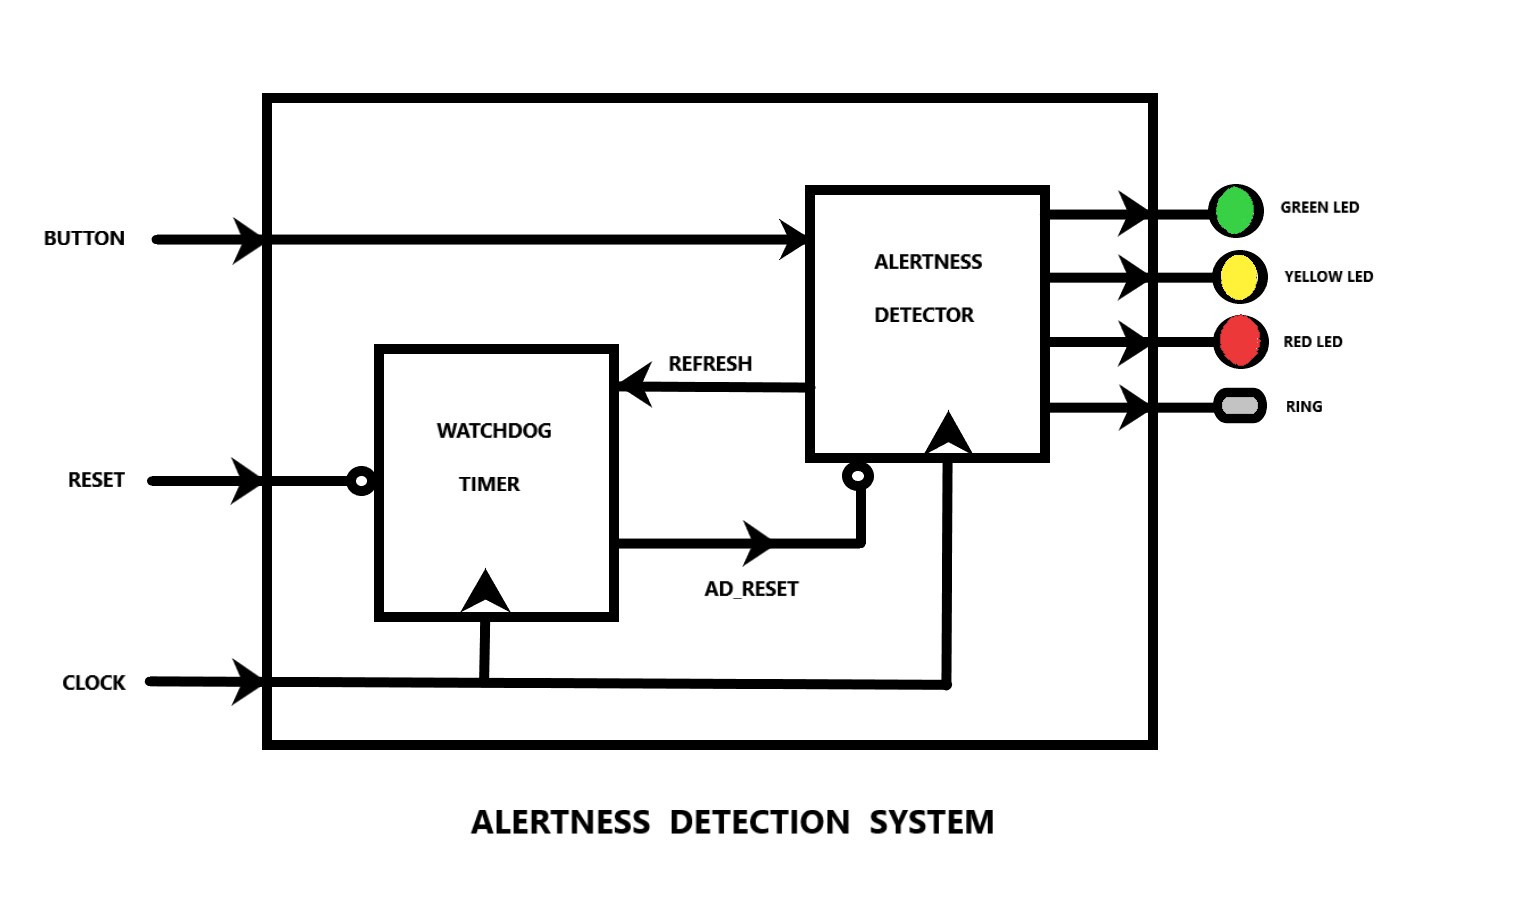 GREEN LED
BUTTON
ALERTNESS
DETECTOR
YELLOW LED
RED LED
REFRESH
RING
WATCHDOG
TIMER
RESET
AD_RESET
CLOCK
ALERTNESS DETECTION SYSTEM